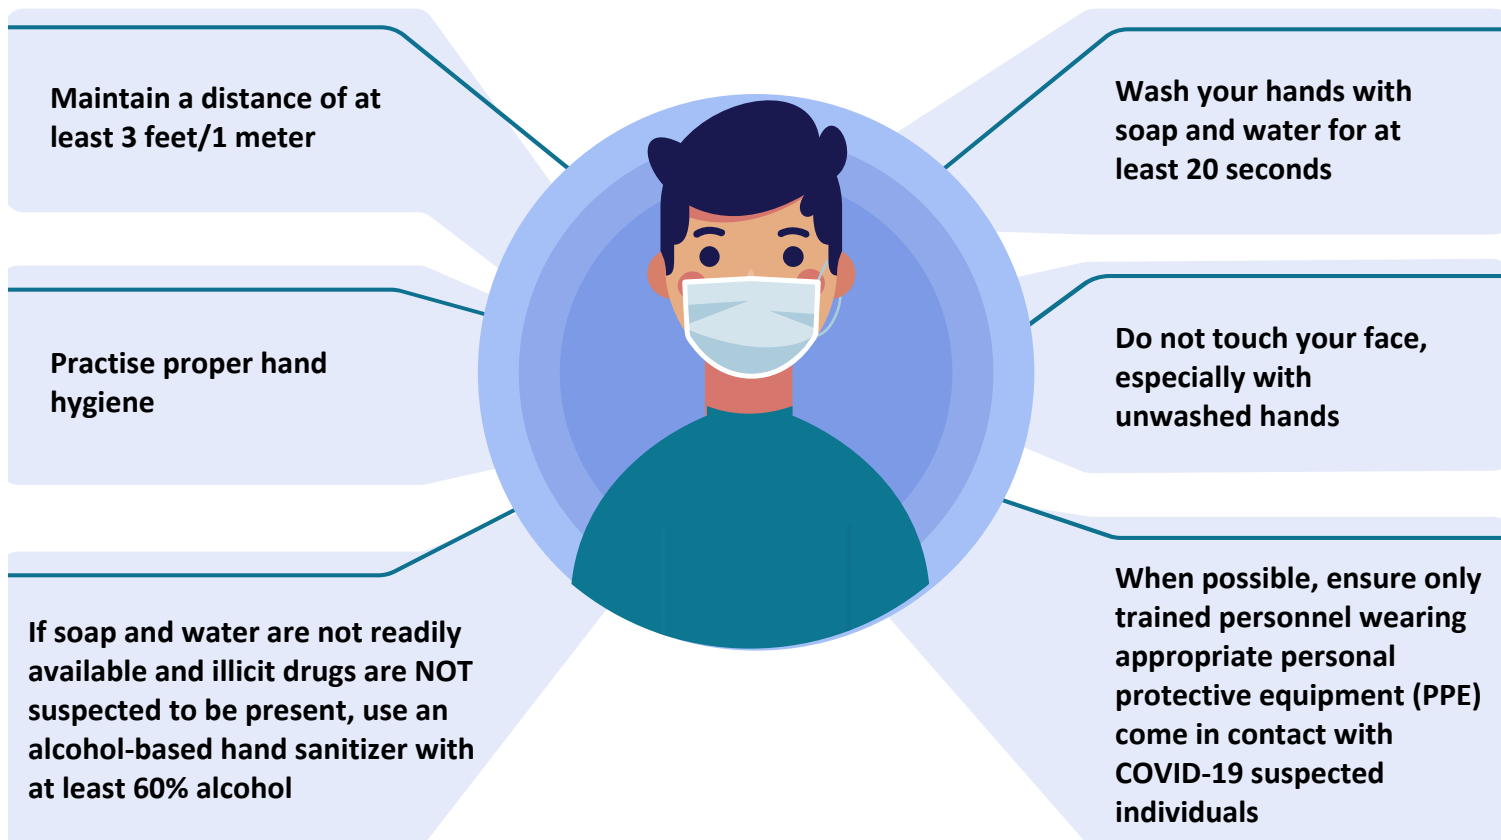 Maintain a distance of at
least 3 feet/1 meter
Practise proper hand
hygiene
If soap and water are not readily
available and illicit drugs are NOT
suspected to be present, use an
alcohol-based hand sanitizer with
at least 60% alcohol
Wash your hands with
soap and water for at
least 20 seconds
Do not touch your face,
especially with
unwashed hands
When possible, ensure only
trained personnel wearing
appropriate personal
protective equipment (PPE)
come in contact with
COVID-19 suspected
individuals